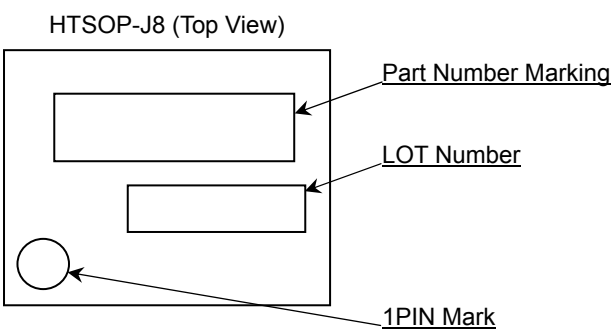 HTSOP-J8 (Top View)
Part Number Marking
LOT Number
1PIN Mark